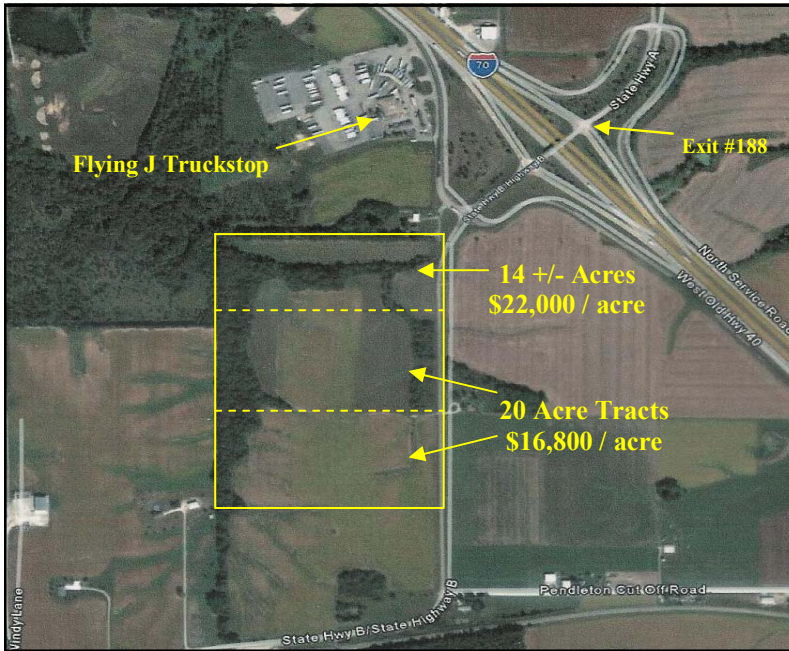 70
State Hwy A
Exit #188
Flying J Truckstop
State Hwy B/Highway B
14 +/- Acres
$22,000 / acre
North Service Road
West Old Hwy 40
20 Acre Tracts
$16,800 / acre
Pendleton Cut Off Road
State Hwy B/State Highway B
Windy Lane